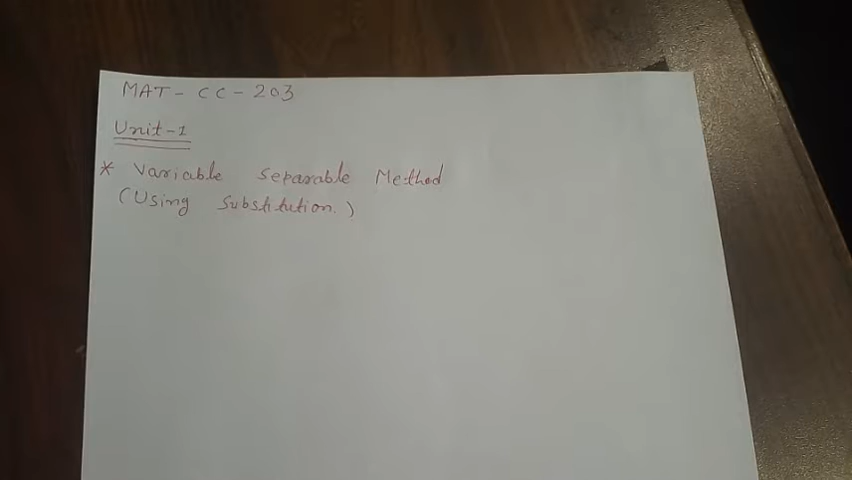 MAT - CC - 203
Unit-1
* Variable Separable Method
(Using Substitution.)